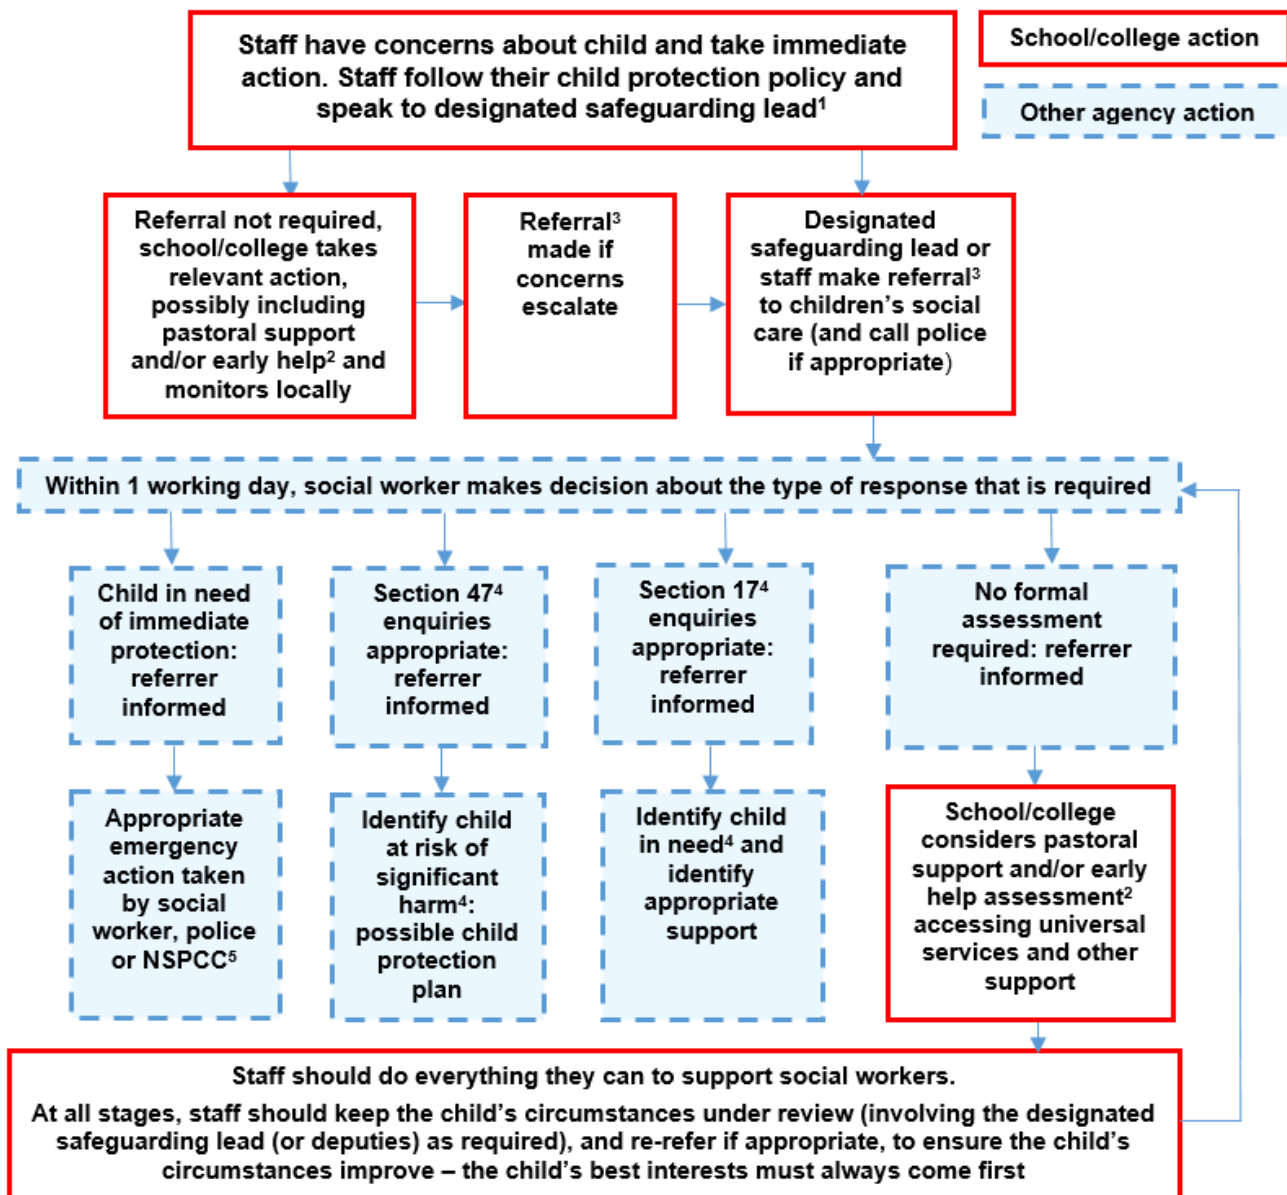 Staff have concerns about child and take immediate
action. Staff follow their child protection policy and
speak to designated safeguarding lead¹
School/college action
Other agency action
Referral not required,
school/college takes
relevant action,
possibly including
pastoral support
and/or early help² and
monitors locally
Referral³
made if
concerns
escalate
Designated
safeguarding lead or
staff make referral³
to children’s social
care (and call police
if appropriate)
Within 1 working day, social worker makes decision about the type of response that is required
Child in need
of immediate
protection:
referrer
informed
Section 47⁴
enquiries
appropriate:
referrer
informed
Section 17⁴
enquiries
appropriate:
referrer
informed
No formal
assessment
required: referrer
informed
Appropriate
emergency
action taken
by social
worker, police
or NSPCC⁵
Identify child
at risk of
significant
harm⁴:
possible child
protection
plan
Identify child
in need⁴ and
identify
appropriate
support
School/college
considers pastoral
support and/or early
help assessment²
accessing universal
services and other
support
Staff should do everything they can to support social workers.
At all stages, staff should keep the child’s circumstances under review (involving the designated
safeguarding lead (or deputies) as required), and re-refer if appropriate, to ensure the child’s
circumstances improve – the child’s best interests must always come first